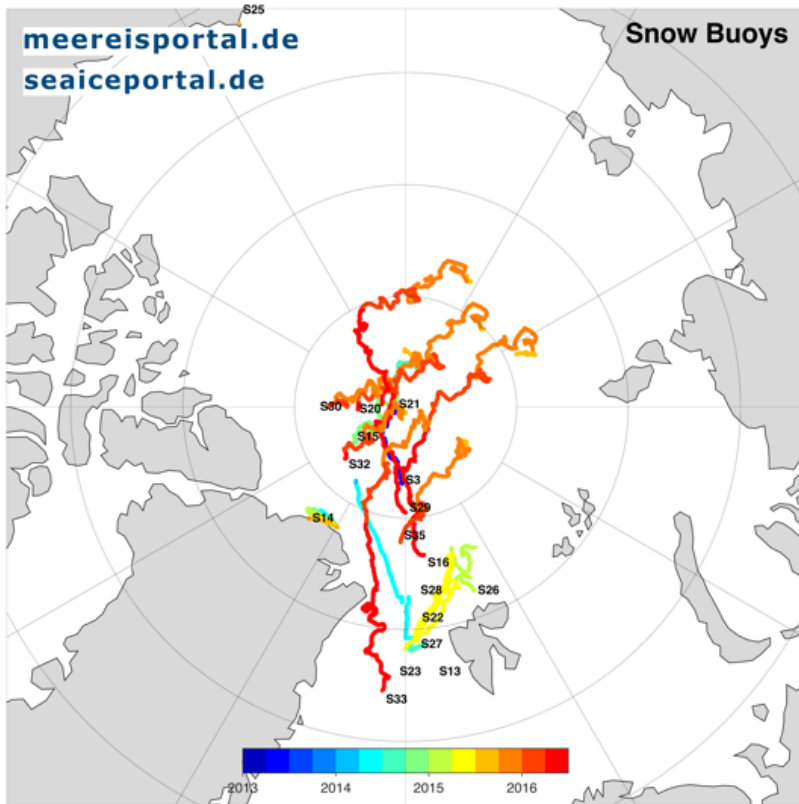 S25
meereisportal.de
seaiceportal.de
Snow Buoys
S30
S20
S21
S15
S32
S3
S29
S14
S35
S16
S28
S26
S22
S27
S23
S13
S33
2013
2014
2015
2016